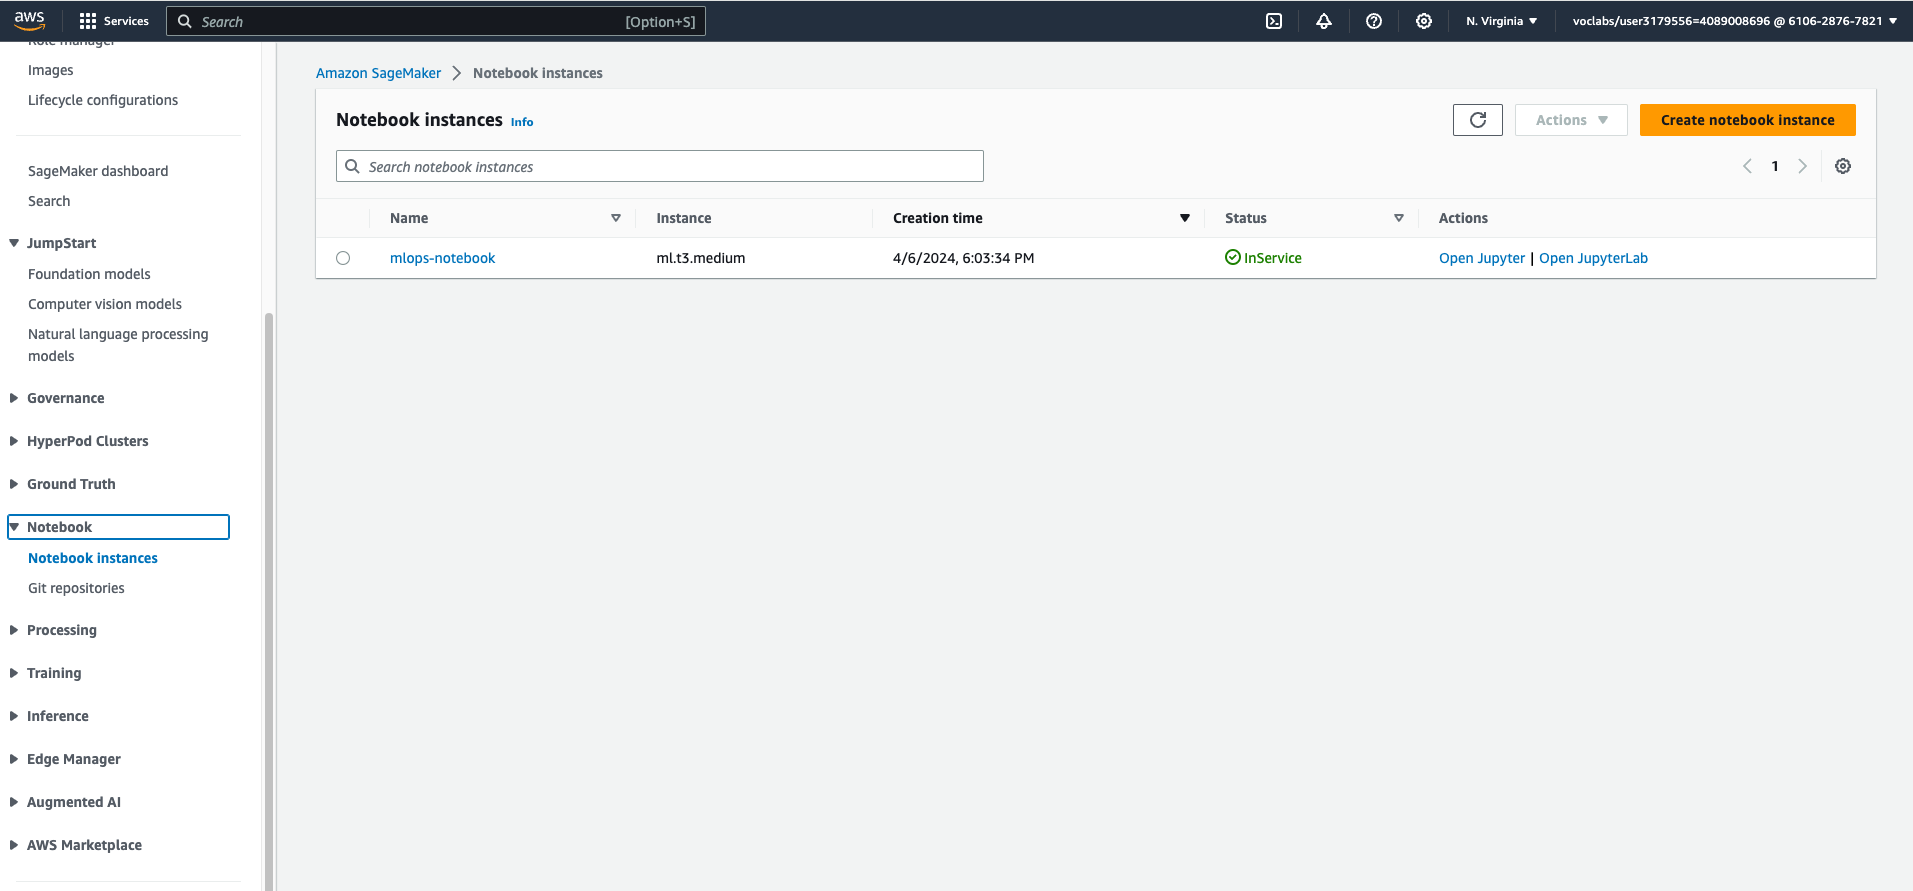 aws
Services
Search
[Option+S]
N. Virginia
voclabs/user3179556=4089008696 @ 6106-2876-7821
Role manager
Images
Lifecycle configurations
SageMaker dashboard
Search
JumpStart
Foundation models
Computer vision models
Natural language processing
models
Governance
HyperPod Clusters
Ground Truth
Notebook
Notebook instances
Git repositories
Processing
Training
Inference
Edge Manager
Augmented AI
AWS Marketplace
Amazon SageMaker > Notebook instances
Notebook instances Info
Actions
Create notebook instance
Search notebook instances
1
Name Instance Creation time Status Actions
mlops-notebook ml.t3.medium 4/6/2024, 6:03:34 PM InService Open Jupyter | Open JupyterLab